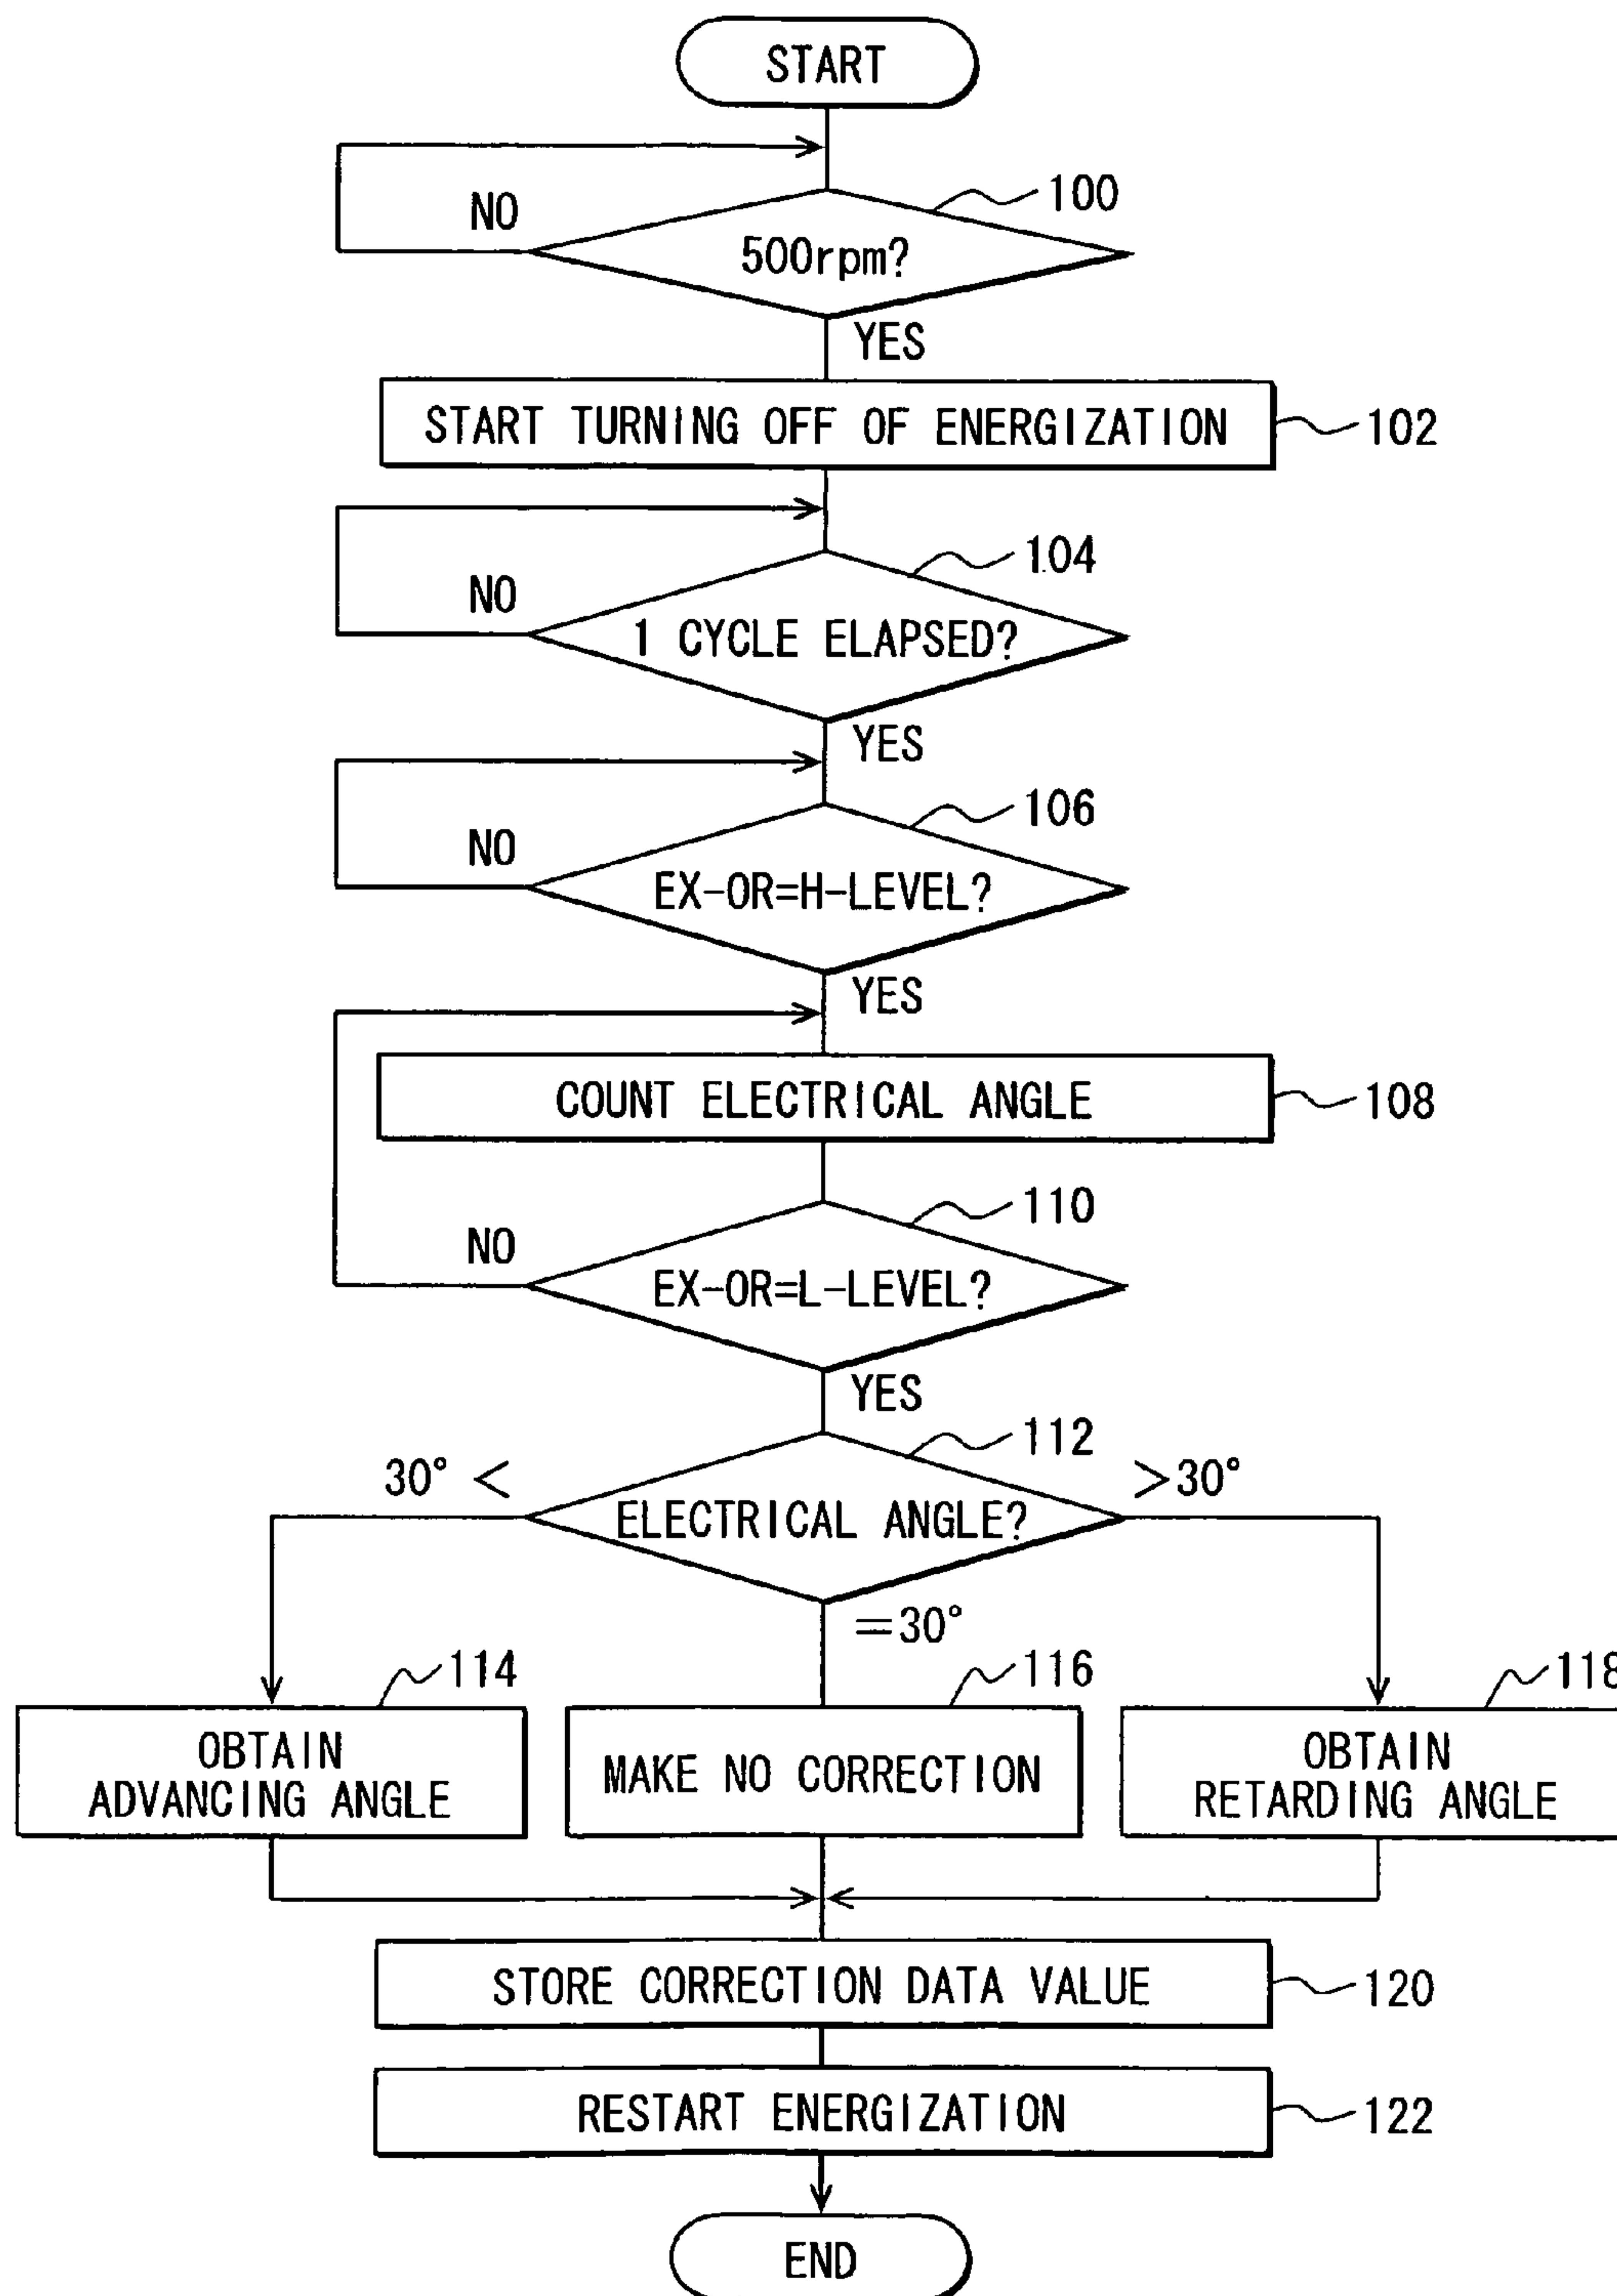 START
100
NO
500rpm?
YES
START TURNING OFF OF ENERGIZATION
102
104
NO
1 CYCLE ELAPSED?
YES
106
NO
EX-OR=H-LEVEL?
YES
COUNT ELECTRICAL ANGLE
108
110
NO
EX-OR=L-LEVEL?
YES
112
30° <
>30°
ELECTRICAL ANGLE?
=30°
114
116
118
OBTAIN
ADVANCING ANGLE
MAKE NO CORRECTION
OBTAIN
RETARDING ANGLE
STORE CORRECTION DATA VALUE
120
RESTART ENERGIZATION
122
END